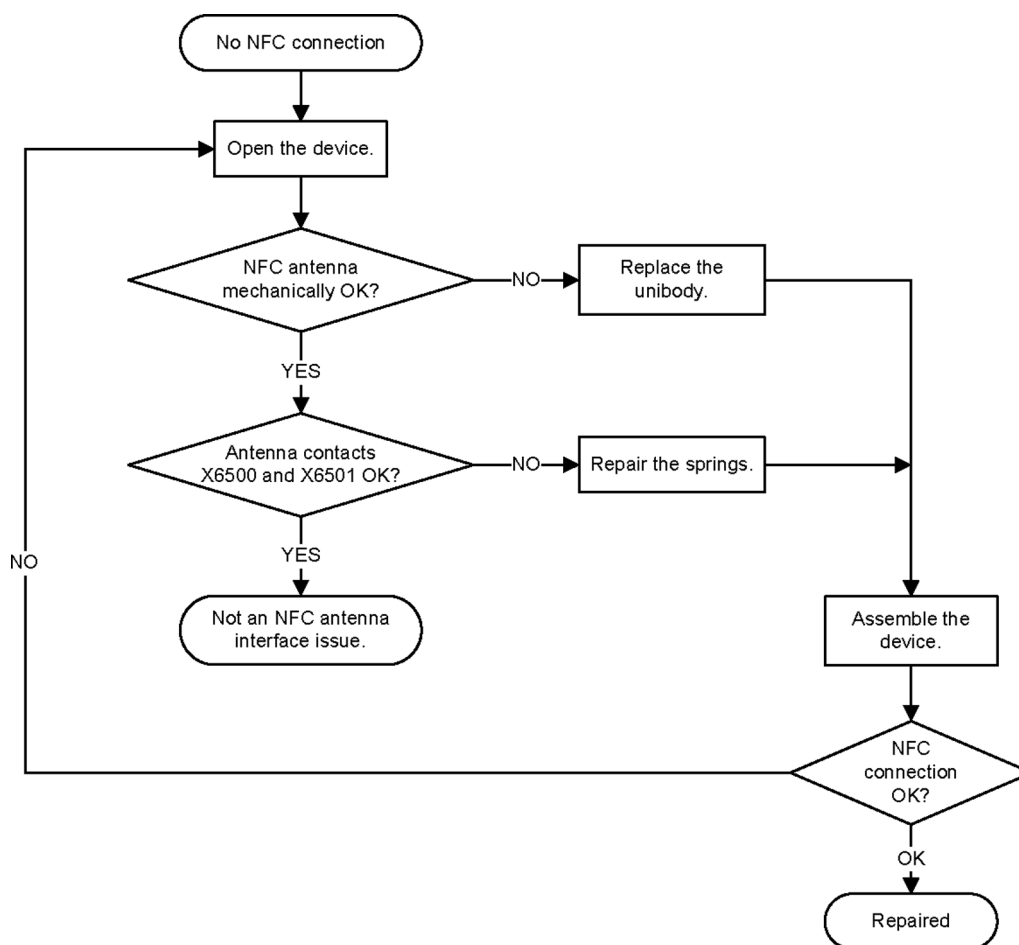 No NFC connection
Open the device.
NFC antenna
mechanically OK?
NO
Replace the
unibody.
YES
Antenna contacts
X6500 and X6501 OK?
NO
Repair the springs.
YES
NO
Not an NFC antenna
interface issue.
Assemble the
device.
NFC
connection
OK?
OK
Repaired